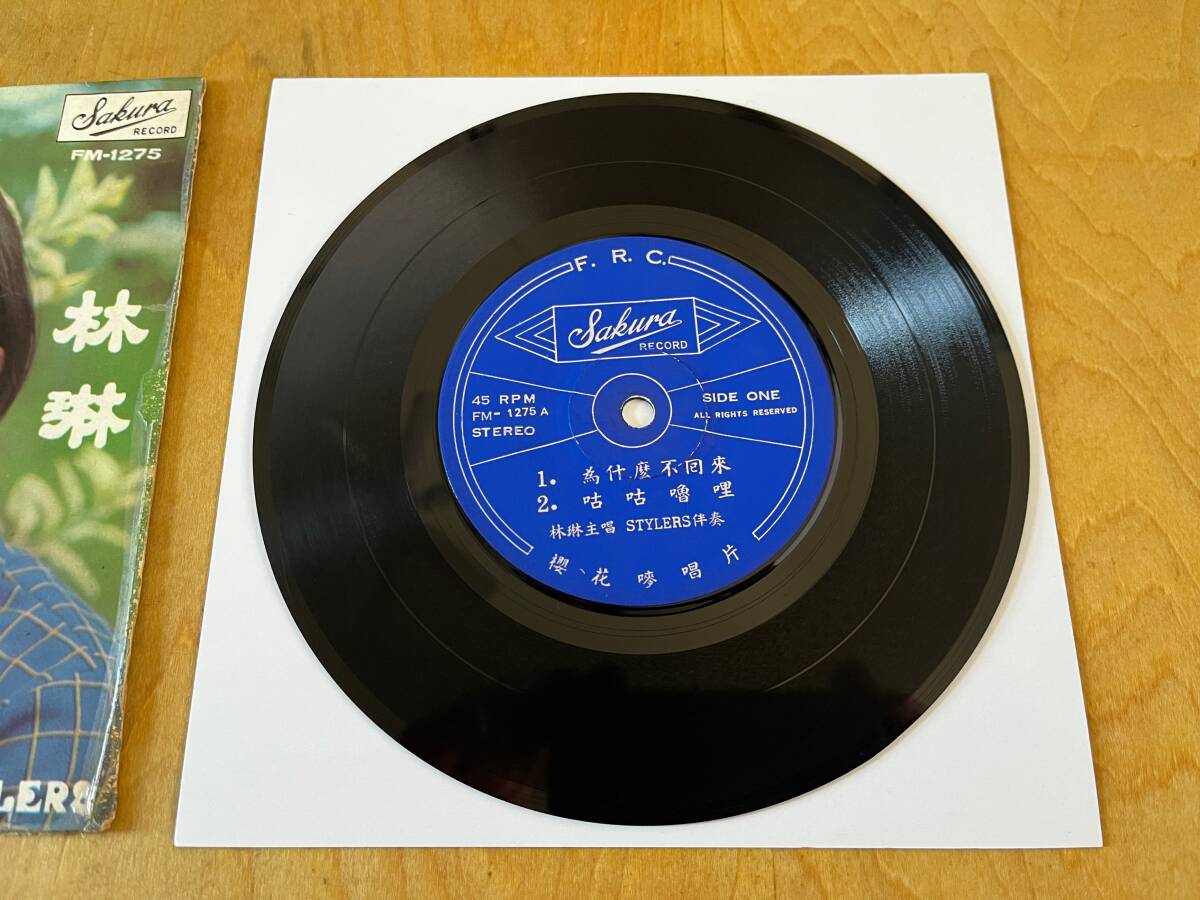 Sakura
RECORD
FM-1275
林
琳
LERS
F. R. C.
Sakura
RECORD
45 RPM
FM- 1275 A
STEREO
SIDE ONE
ALL RIGHTS RESERVED
1. 為什麽不回來
2. 咕咕嚕哩
林琳主唱 STYLERS伴奏
櫻花嘜唱片